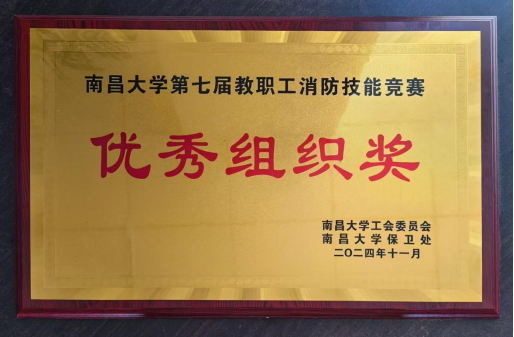 南昌大学第七届教职工消防技能竞赛
优秀组织奖
南昌大学工会委员会
南昌大学保卫处
二〇二四年十一月